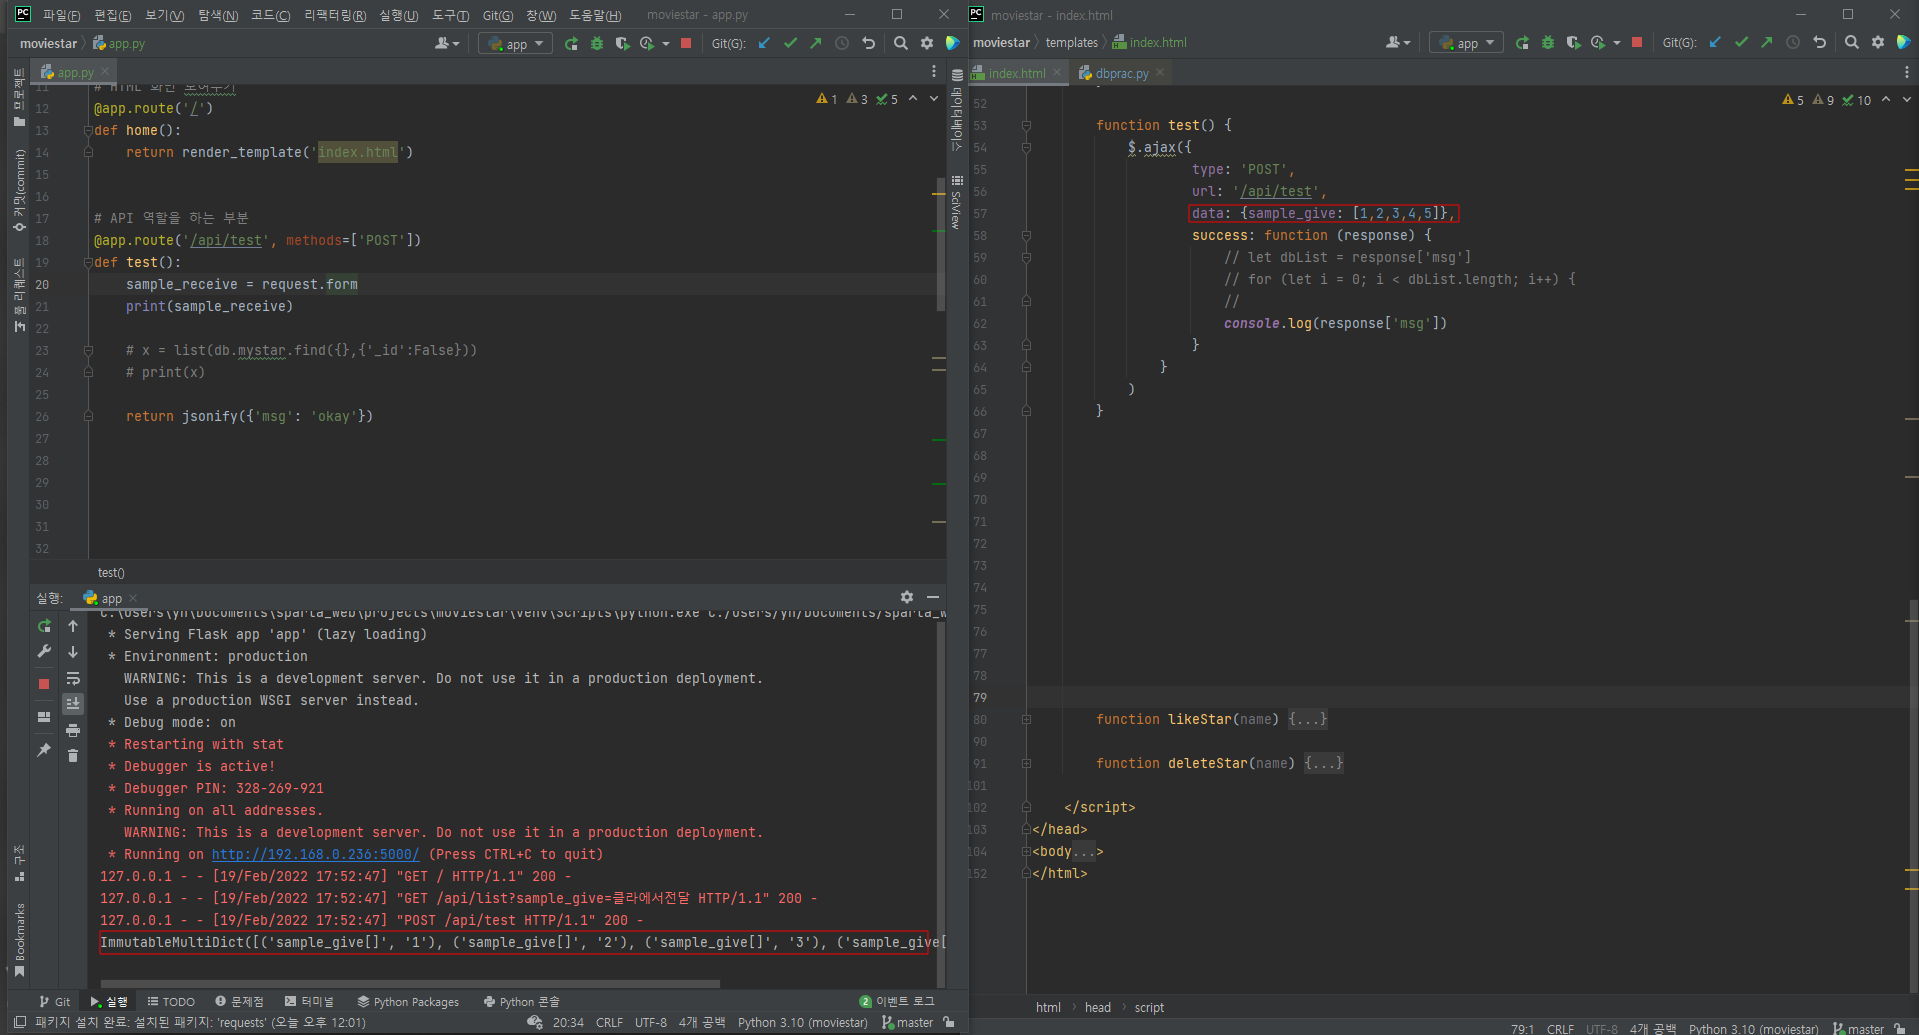 파일(F) 편집(E) 보기(V) 탐색(N) 코드(C) 리팩터링(R) 실행(U) 도구(T) Git(G) 창(W) 도움말(H) moviestar - app.py
moviestar app.py
app Git(G):
app.py
1 3 5
11 # HTML 화면 보여주기
12 @app.route('/')
13 def home():
14 return render_template('index.html')
15
16
17 # API 역할을 하는 부분
18 @app.route('/api/test', methods=['POST'])
19 def test():
20 sample_receive = request.form
21 print(sample_receive)
22
23 # x = list(db.mystar.find({},{'_id':False}))
24 # print(x)
25
26 return jsonify({'msg': 'okay'})
27
28
29
30
31
32
test()
프로젝트
커밋(commit)
풀 리퀘스트
구조
Bookmarks
데이터베이스
SciView
실행: app
C:\Users\yh\Documents\sparta_web\projects\moviestar\venv\Scripts\python.exe C:/Users/yh/Documents/sparta_w
* Serving Flask app 'app' (lazy loading)
* Environment: production
WARNING: This is a development server. Do not use it in a production deployment.
Use a production WSGI server instead.
* Debug mode: on
* Restarting with stat
* Debugger is active!
* Debugger PIN: 328-269-921
* Running on all addresses.
WARNING: This is a development server. Do not use it in a production deployment.
* Running on http://192.168.0.236:5000/ (Press CTRL+C to quit)
127.0.0.1 - - [19/Feb/2022 17:52:47] "GET / HTTP/1.1" 200 -
127.0.0.1 - - [19/Feb/2022 17:52:47] "GET /api/list?sample_give=클라에서전달 HTTP/1.1" 200 -
127.0.0.1 - - [19/Feb/2022 17:52:47] "POST /api/test HTTP/1.1" 200 -
ImmutableMultiDict([('sample_give[]', '1'), ('sample_give[]', '2'), ('sample_give[]', '3'), ('sample_give[
Git 실행 TODO 문제점 터미널 Python Packages Python 콘솔 2 이벤트 로그
패키지 설치 완료: 설치된 패키지: 'requests' (오늘 오후 12:01) 20:34 CRLF UTF-8 4개 공백 Python 3.10 (moviestar) master
moviestar - index.html
moviestar templates index.html
app Git(G):
index.html dbprac.py
5 9 10
52
53 function test() {
54 $.ajax({
55 type: 'POST',
56 url: '/api/test',
57 data: {sample_give: [1,2,3,4,5]},
58 success: function (response) {
59 // let dbList = response['msg']
60 // for (let i = 0; i < dbList.length; i++) {
61 //
62 console.log(response['msg'])
63 }
64 }
65 )
66 }
67
68
69
70
71
72
73
74
75
76
77
78
79
80 function likeStar(name) {...}
90
91 function deleteStar(name) {...}
101
102 </script>
103 </head>
104 <body...>
152 </html>
html head script
79:1 CRLF UTF-8 4개 공백 Python 3.10 (moviestar) master